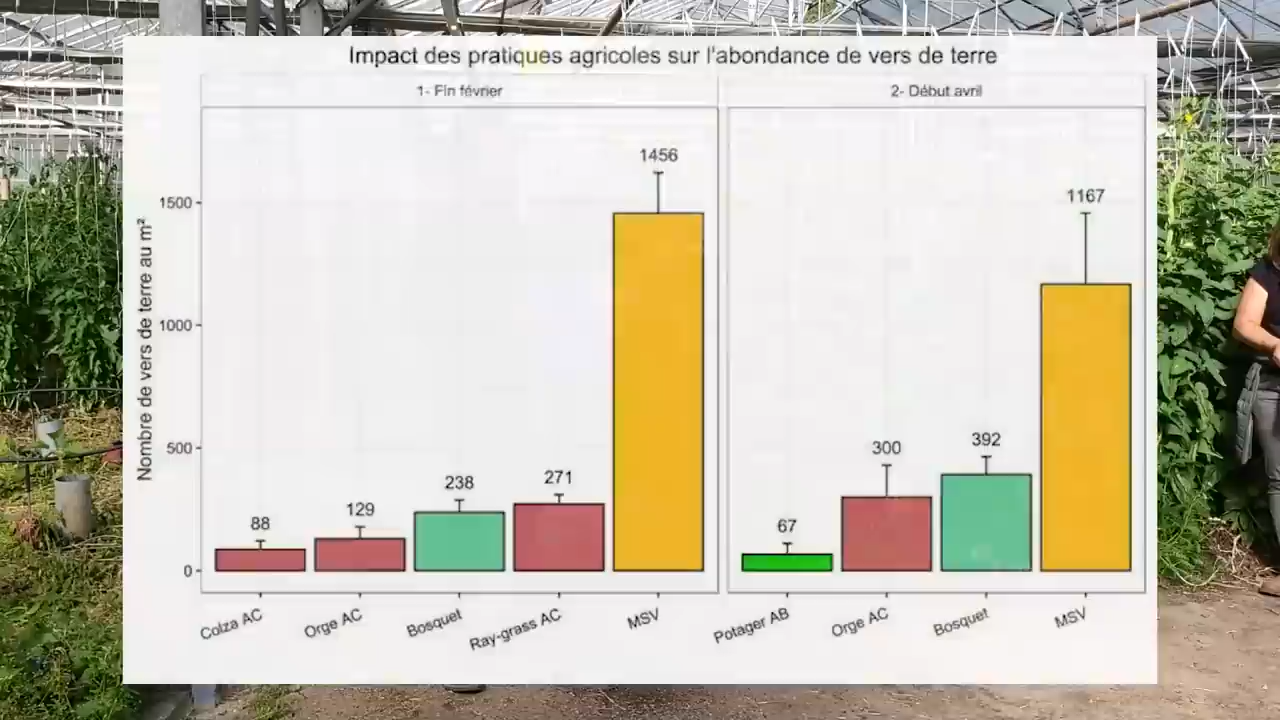 Impact des pratiques agricoles sur l'abondance de vers de terre
1- Fin février
2- Début avril
Nombre de vers de terre au m²
1500
1000
500
0
88
129
238
271
1456
67
300
392
1167
Colza AC
Orge AC
Bosquet
Ray-grass AC
MSV
Potager AB
Orge AC
Bosquet
MSV